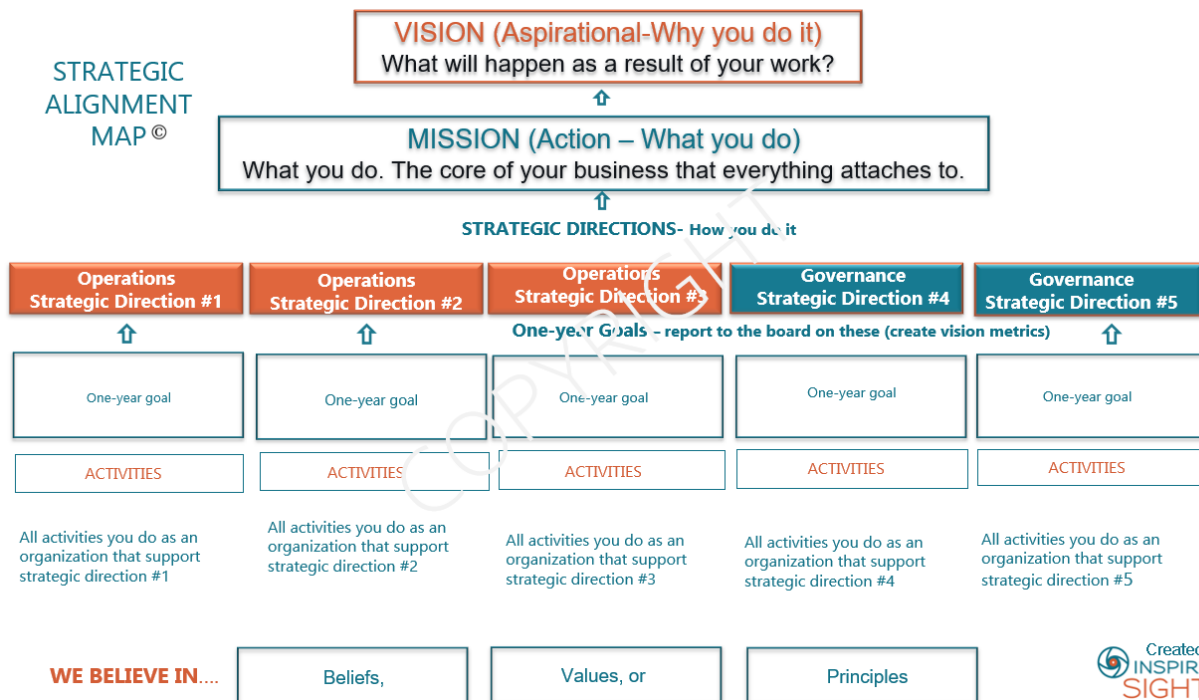 VISION (Aspirational-Why you do it)
What will happen as a result of your work?
STRATEGIC
ALIGNMENT
MAP ©
MISSION (Action – What you do)
What you do. The core of your business that everything attaches to.
STRATEGIC DIRECTIONS- How you do it
Operations
Strategic Direction #1
Operations
Strategic Direction #2
Operations
Strategic Direction #3
Governance
Strategic Direction #4
Governance
Strategic Direction #5
One-year Goals – report to the board on these (create vision metrics)
One-year goal
One-year goal
One-year goal
One-year goal
One-year goal
ACTIVITIES
ACTIVITIES
ACTIVITIES
ACTIVITIES
ACTIVITIES
All activities you do as an
organization that support
strategic direction #1
All activities you do as an
organization that support
strategic direction #2
All activities you do as an
organization that support
strategic direction #3
All activities you do as an
organization that support
strategic direction #4
All activities you do as an
organization that support
strategic direction #5
COPYRIGHT
WE BELIEVE IN....
Beliefs,
Values, or
Principles
Created
INSPIR
SIGHT